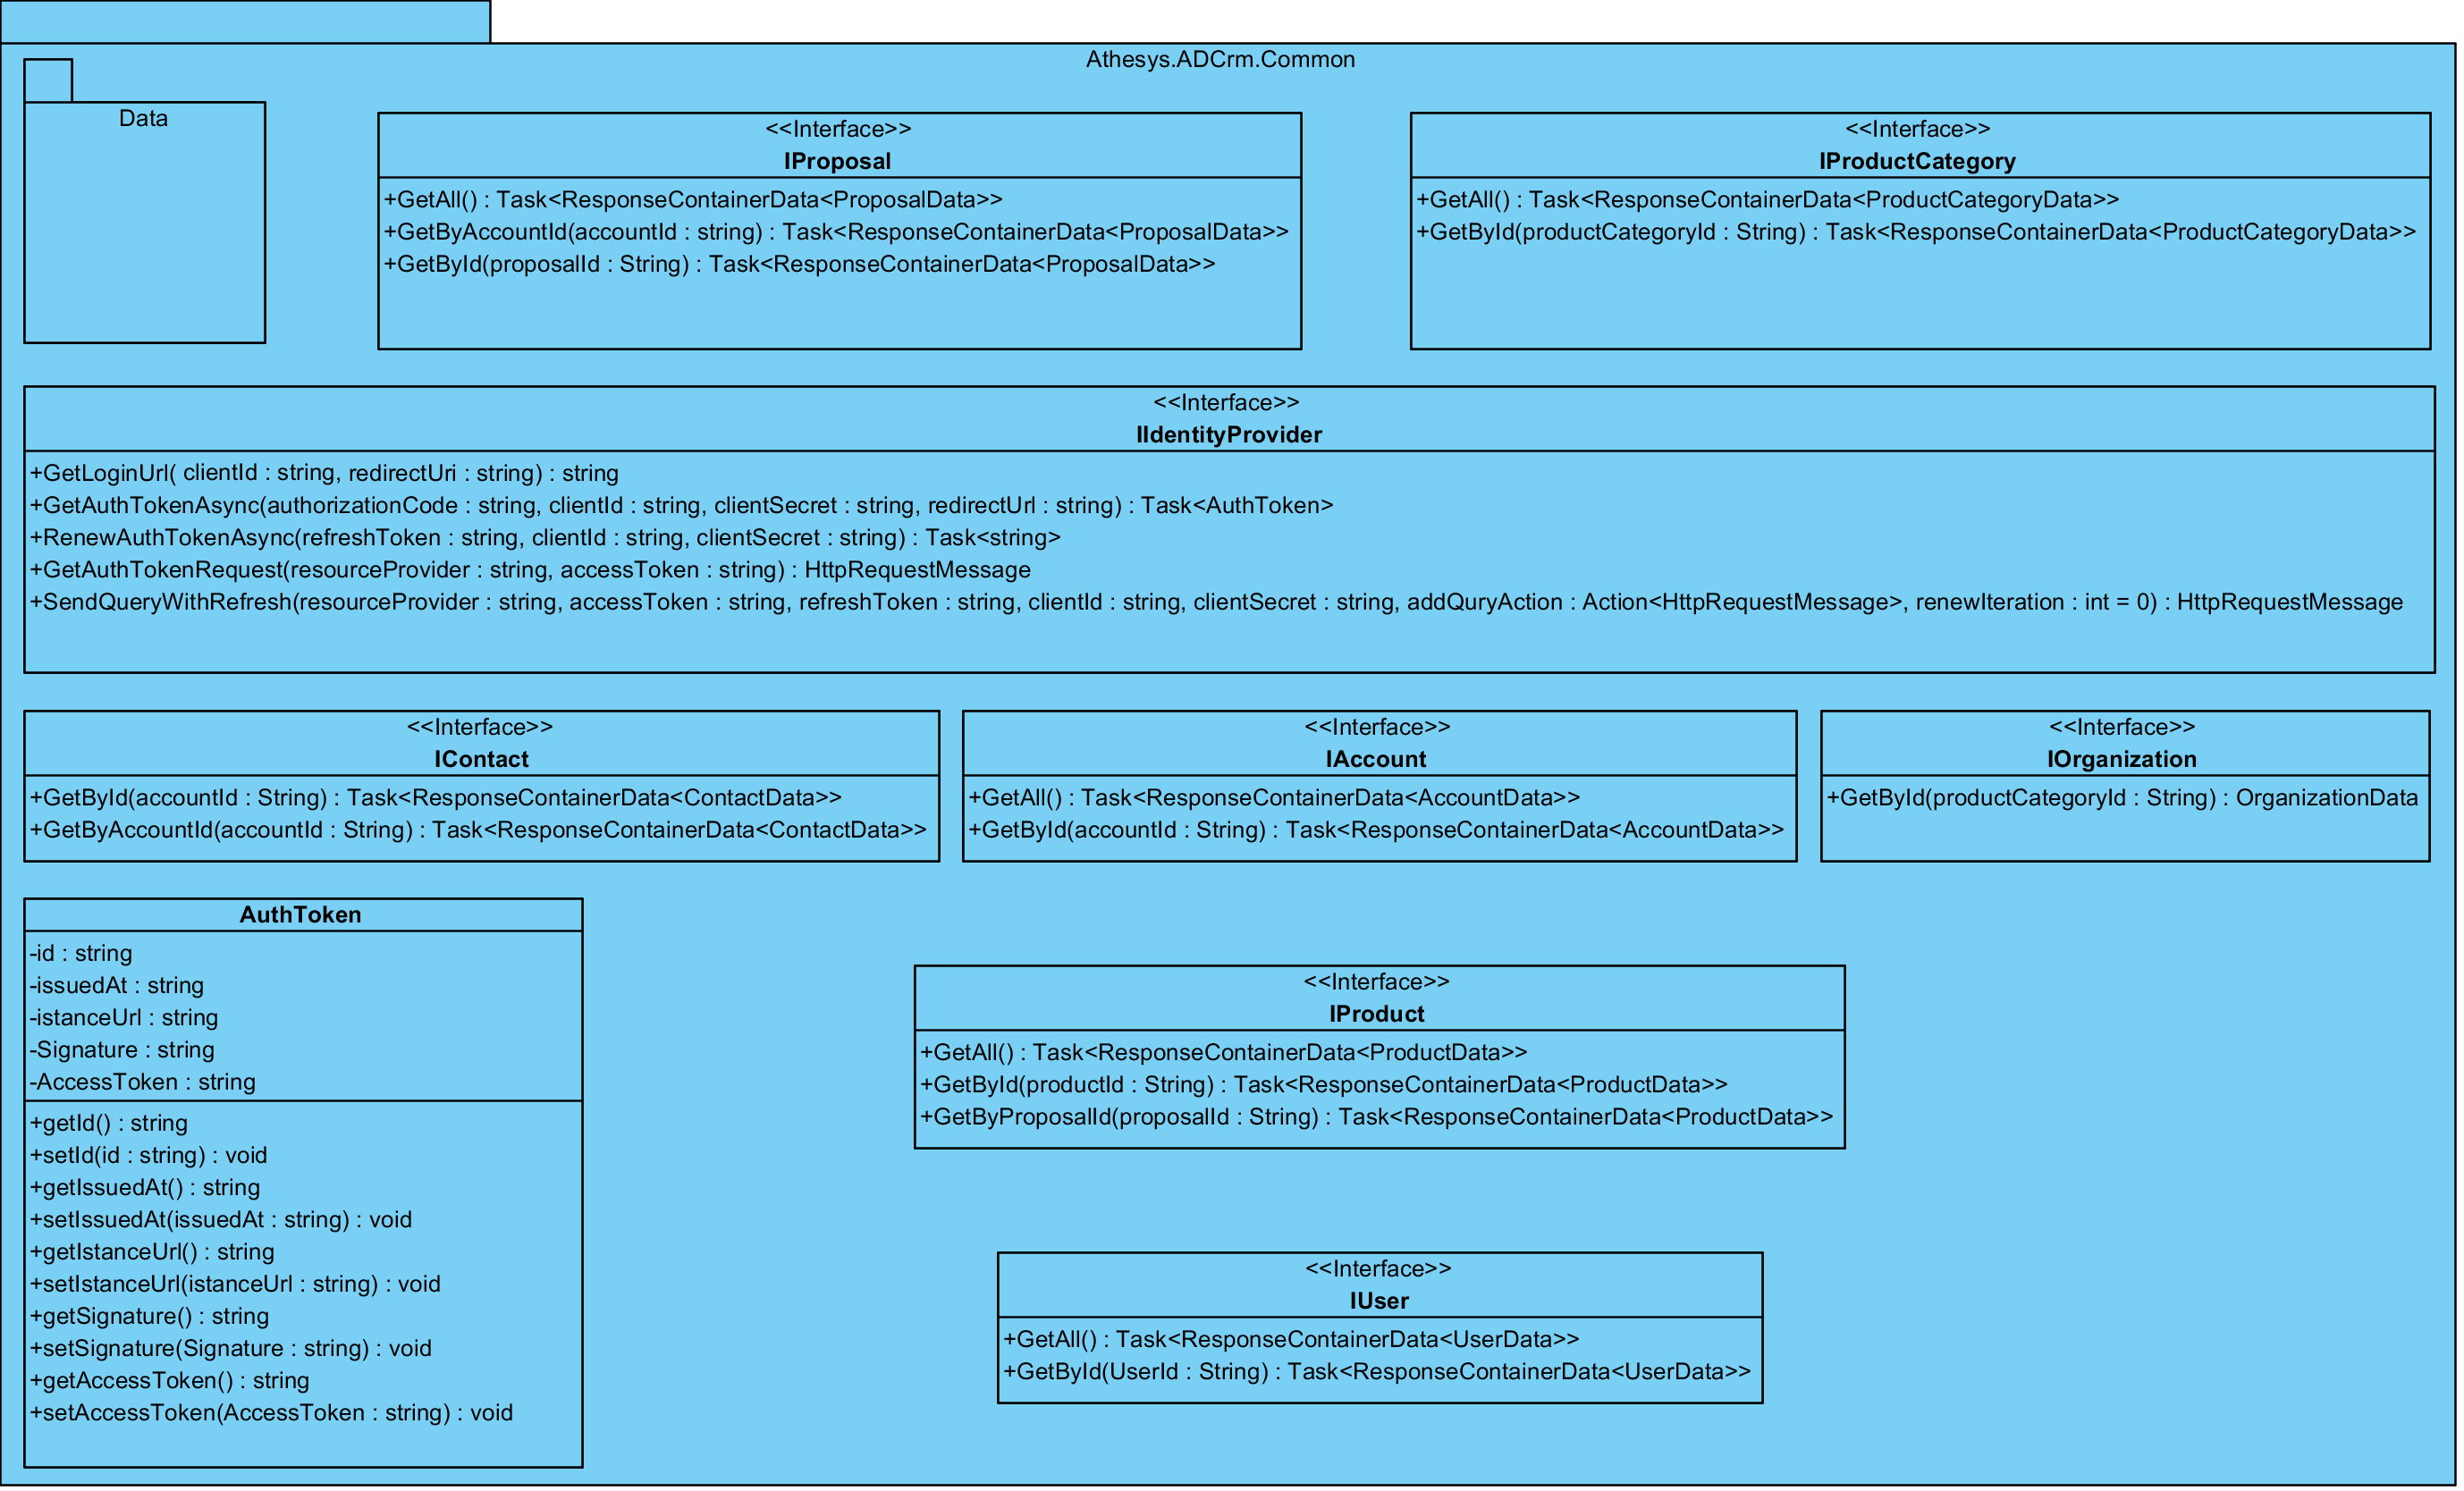 Athesys.ADCrm.Common
Data
<<Interface>>
IProposal
+GetAll() : Task<ResponseContainerData<ProposalData>>
+GetByAccountId(accountId : string) : Task<ResponseContainerData<ProposalData>>
+GetById(proposalId : String) : Task<ResponseContainerData<ProposalData>>
<<Interface>>
IProductCategory
+GetAll() : Task<ResponseContainerData<ProductCategoryData>>
+GetById(productCategoryId : String) : Task<ResponseContainerData<ProductCategoryData>>
<<Interface>>
IIdentityProvider
+GetLoginUrl( clientId : string, redirectUri : string) : string
+GetAuthTokenAsync(authorizationCode : string, clientId : string, clientSecret : string, redirectUrl : string) : Task<AuthToken>
+RenewAuthTokenAsync(refreshToken : string, clientId : string, clientSecret : string) : Task<string>
+GetAuthTokenRequest(resourceProvider : string, accessToken : string) : HttpRequestMessage
+SendQueryWithRefresh(resourceProvider : string, accessToken : string, refreshToken : string, clientId : string, clientSecret : string, addQuryAction : Action<HttpRequestMessage>, renewIteration : int = 0) : HttpRequestMessage
<<Interface>>
IContact
+GetById(accountId : String) : Task<ResponseContainerData<ContactData>>
+GetByAccountId(accountId : String) : Task<ResponseContainerData<ContactData>>
<<Interface>>
IAccount
+GetAll() : Task<ResponseContainerData<AccountData>>
+GetById(accountId : String) : Task<ResponseContainerData<AccountData>>
<<Interface>>
IOrganization
+GetById(productCategoryId : String) : OrganizationData
AuthToken
-id : string
-issuedAt : string
-istanceUrl : string
-Signature : string
-AccessToken : string
+getId() : string
+setId(id : string) : void
+getIssuedAt() : string
+setIssuedAt(issuedAt : string) : void
+getIstanceUrl() : string
+setIstanceUrl(istanceUrl : string) : void
+getSignature() : string
+setSignature(Signature : string) : void
+getAccessToken() : string
+setAccessToken(AccessToken : string) : void
<<Interface>>
IProduct
+GetAll() : Task<ResponseContainerData<ProductData>>
+GetById(productId : String) : Task<ResponseContainerData<ProductData>>
+GetByProposalId(proposalId : String) : Task<ResponseContainerData<ProductData>>
<<Interface>>
IUser
+GetAll() : Task<ResponseContainerData<UserData>>
+GetById(UserId : String) : Task<ResponseContainerData<UserData>>